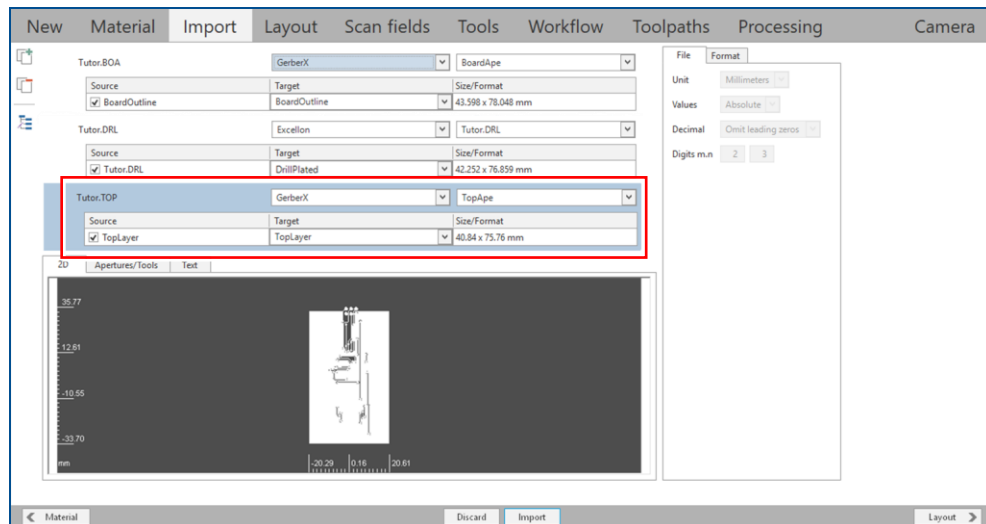 New Material Import Layout Scan fields Tools Workflow Toolpaths Processing Camera
Tutor.BOA GerberX BoardApe
Source Target Size/Format
BoardOutline BoardOutline 43.598 x 78.048 mm
Tutor.DRL Excellon Tutor.DRL
Source Target Size/Format
Tutor.DRL DrillPlated 42.252 x 76.859 mm
Tutor.TOP GerberX TopApe
Source Target Size/Format
TopLayer TopLayer 40.84 x 75.76 mm
File Format
Unit Millimeters
Values Absolute
Decimal Omit leading zeros
Digits m.n 2 3
2D Apertures/Tools Text
35.77
12.61
-10.55
-33.70
mm -20.29 0.16 20.61
Material Discard Import Layout